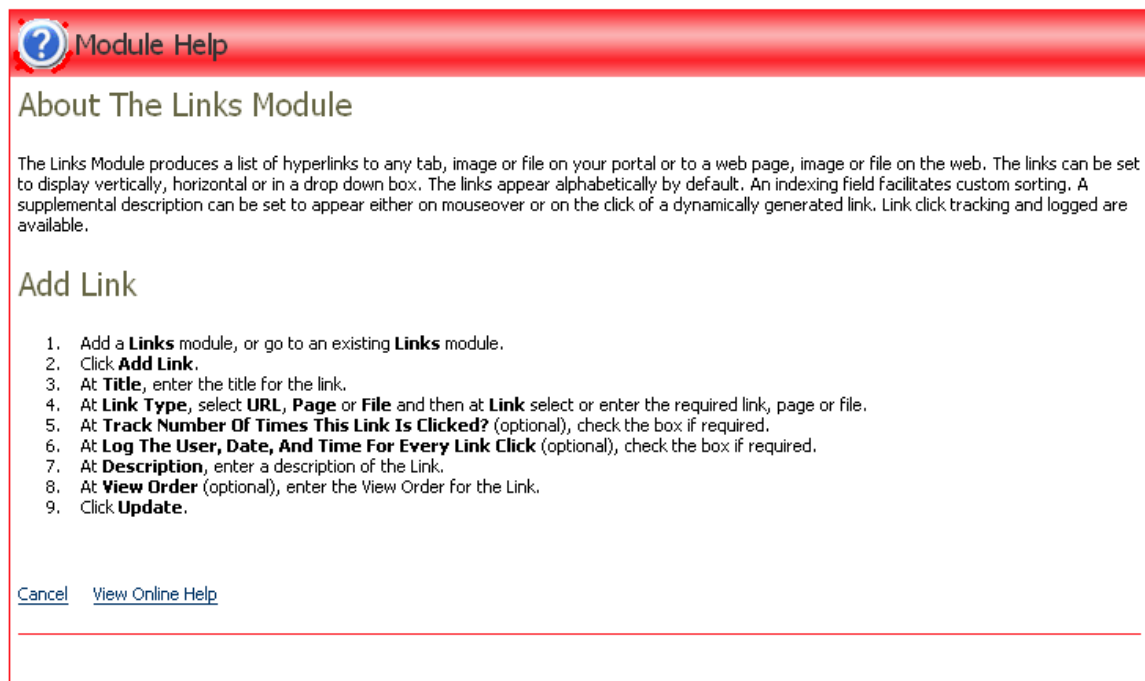 Module Help
About The Links Module
The Links Module produces a list of hyperlinks to any tab, image or file on your portal or to a web page, image or file on the web. The links can be set
to display vertically, horizontal or in a drop down box. The links appear alphabetically by default. An indexing field facilitates custom sorting. A
supplemental description can be set to appear either on mouseover or on the click of a dynamically generated link. Link click tracking and logged are
available.
Add Link
1. Add a Links module, or go to an existing Links module.
2. Click Add Link.
3. At Title, enter the title for the link.
4. At Link Type, select URL, Page or File and then at Link select or enter the required link, page or file.
5. At Track Number Of Times This Link Is Clicked? (optional), check the box if required.
6. At Log The User, Date, And Time For Every Link Click (optional), check the box if required.
7. At Description, enter a description of the Link.
8. At View Order (optional), enter the View Order for the Link.
9. Click Update.
Cancel View Online Help